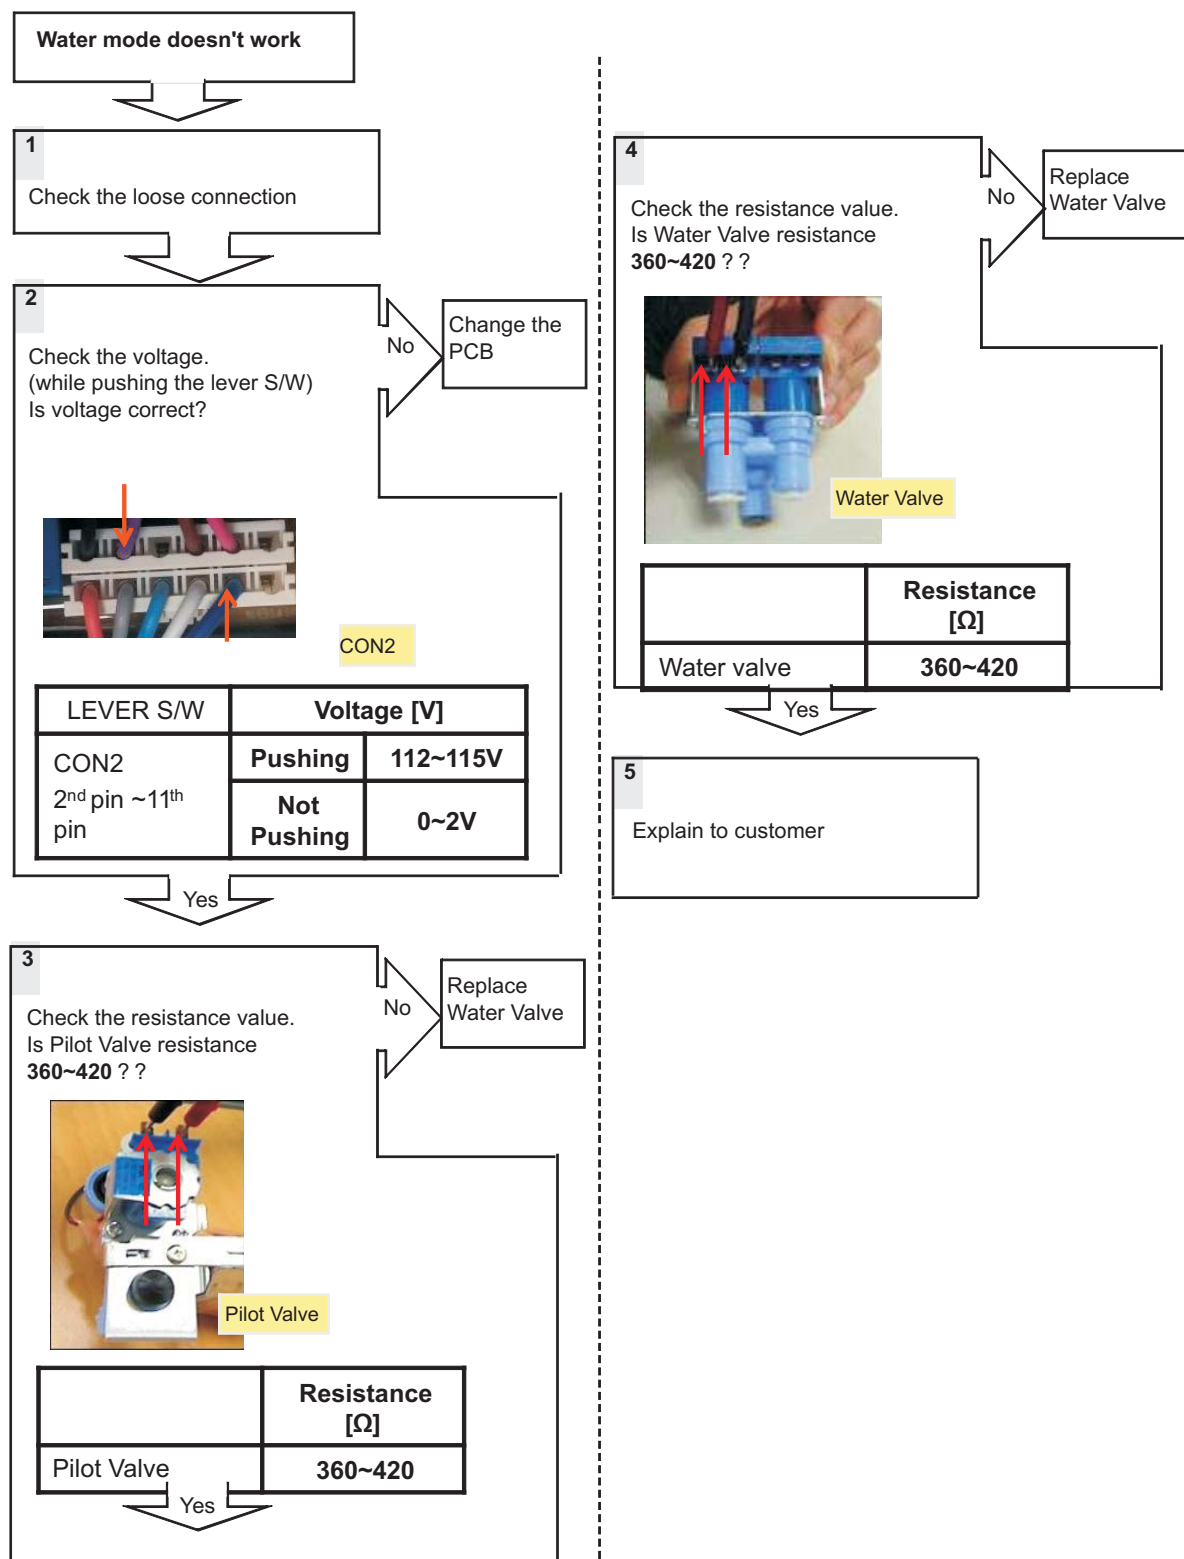 Water mode doesn't work
1
Check the loose connection
2
Check the voltage.
(while pushing the lever S/W)
Is voltage correct?
No
Change the
PCB
CON2
LEVER S/W
Voltage [V]
CON2
2nd pin ~11th
pin
Pushing
112~115V
Not
Pushing
0~2V
Yes
3
Check the resistance value.
Is Pilot Valve resistance
360~420 ? ?
No
Replace
Water Valve
Pilot Valve
Resistance
[Ω]
Pilot Valve
360~420
Yes
4
Check the resistance value.
Is Water Valve resistance
360~420 ? ?
No
Replace
Water Valve
Water Valve
Resistance
[Ω]
Water valve
360~420
Yes
5
Explain to customer